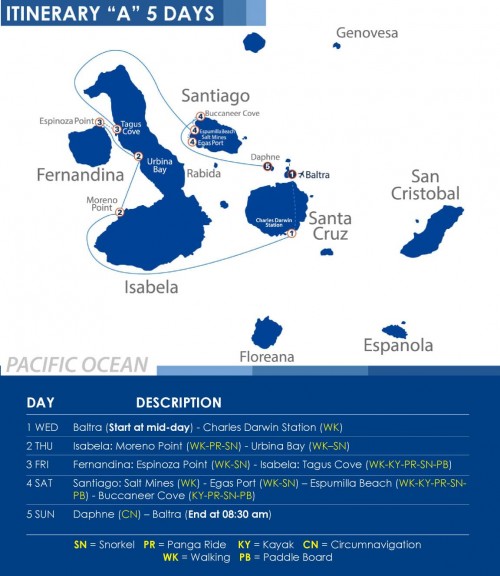 ITINERARY “A” 5 DAYS
Genovesa
Santiago
4 Buccaneer Cove
4 Espumilla Beach
Salt Mines
4 Egas Port
Espinoza Point 3
3 Tagus Cove
Fernandina
2 Urbina Bay
Rabida
Daphne
5
1 Baltra
Moreno Point
2
Charles Darwin Station
1
Santa Cruz
San Cristobal
Isabela
Floreana
Espanola
PACIFIC OCEAN
DAY DESCRIPTION
1 WED Baltra (Start at mid-day) - Charles Darwin Station (WK)
2 THU Isabela: Moreno Point (WK-PR-SN) - Urbina Bay (WK–SN)
3 FRI Fernandina: Espinoza Point (WK-SN) - Isabela: Tagus Cove (WK-KY-PR-SN-PB)
4 SAT Santiago: Salt Mines (WK) - Egas Port (WK-SN) – Espumilla Beach (WK-KY-PR-SN-
PB) - Buccaneer Cove (KY-PR-SN-PB)
5 SUN Daphne (CN) – Baltra (End at 08:30 am)
SN = Snorkel PR = Panga Ride KY = Kayak CN = Circumnavigation
WK = Walking PB = Paddle Board